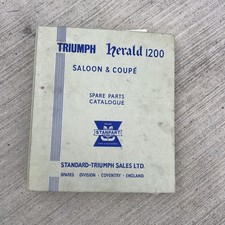 TRIUMPH Herald 1200
SALOON & COUPÉ
SPARE PARTS
CATALOGUE
STANPART
STANDARD-TRIUMPH SALES LTD.
SPARES DIVISION · COVENTRY · ENGLAND